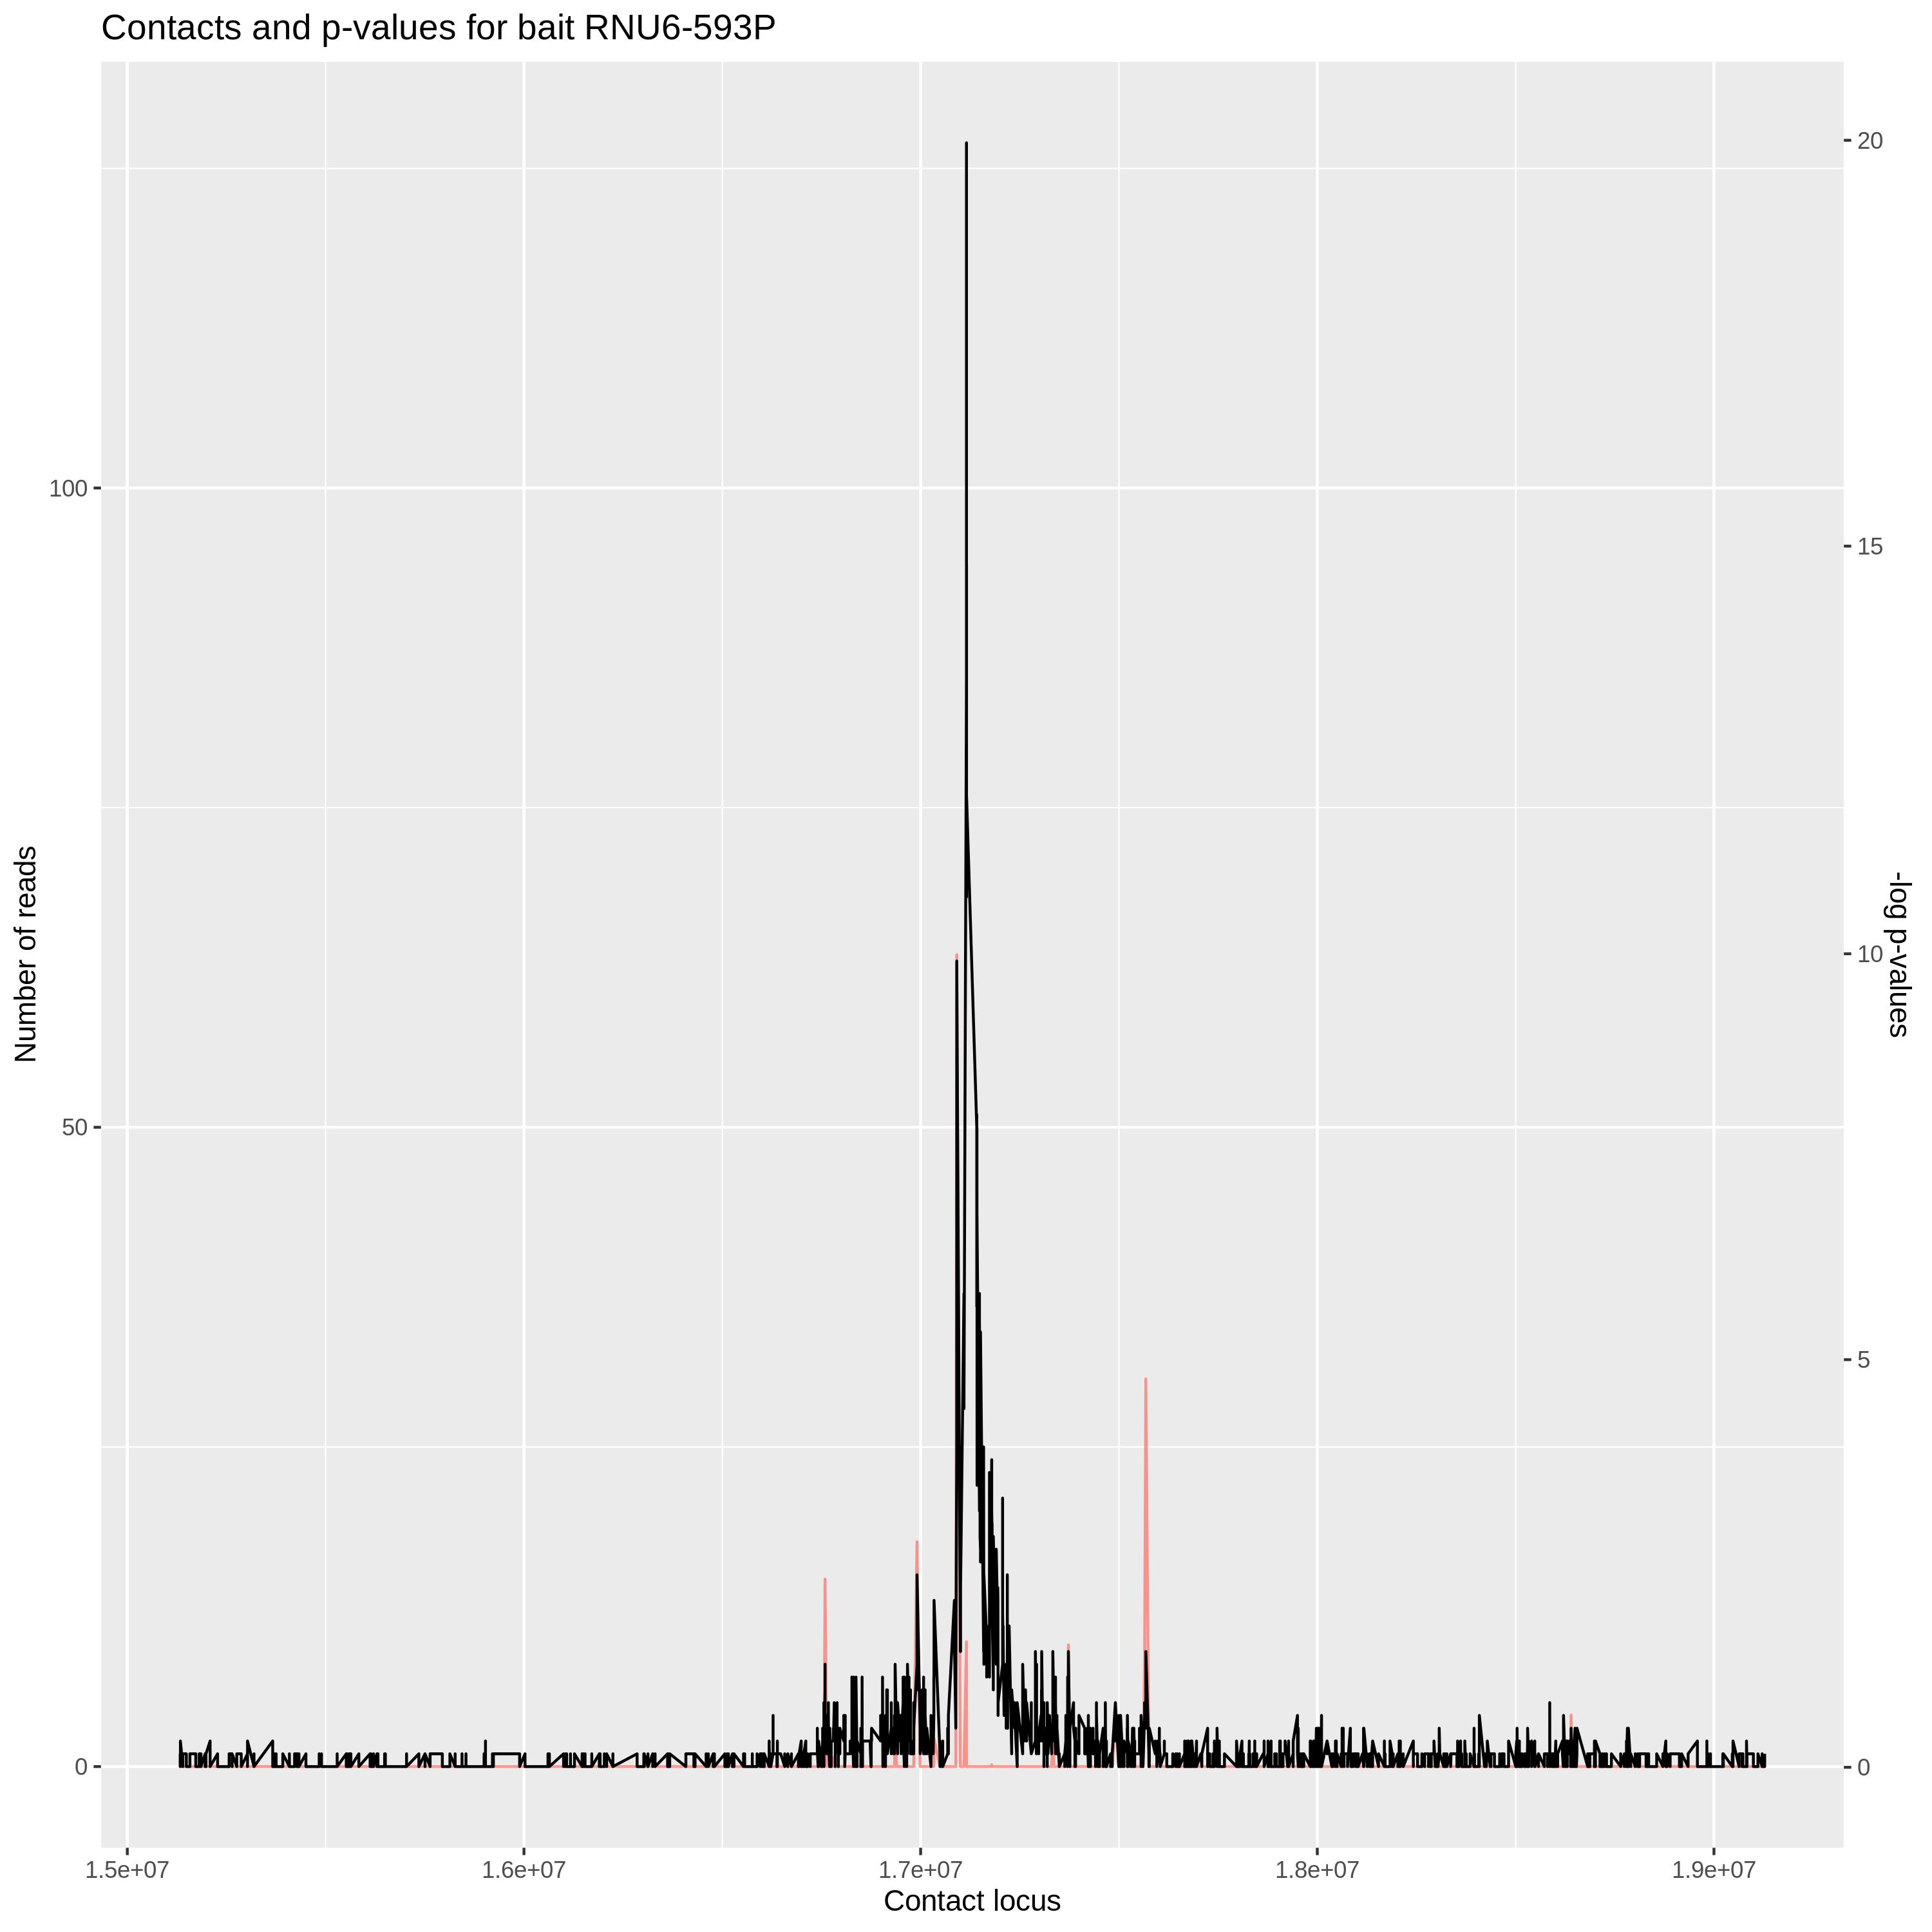 Contacts and p-values for bait RNU6-593P
Number of reads
100
50
0
20
15
10
5
0
-log p-values
1.5e+07
1.6e+07
1.7e+07
1.8e+07
1.9e+07
Contact locus